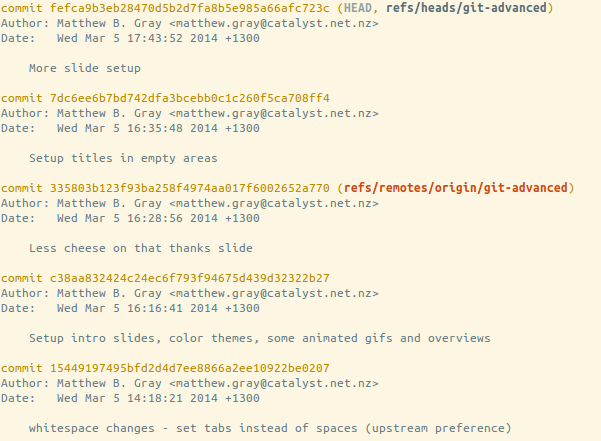 commit fefca9b3eb28470d5b2d7fa8b5e985a66afc723c (HEAD, refs/heads/git-advanced)
Author: Matthew B. Gray <matthew.gray@catalyst.net.nz>
Date:   Wed Mar 5 17:43:52 2014 +1300
    More slide setup
commit 7dc6ee6b7bd742dfa3bcebb0c1c260f5ca708ff4
Author: Matthew B. Gray <matthew.gray@catalyst.net.nz>
Date:   Wed Mar 5 16:35:48 2014 +1300
    Setup titles in empty areas
commit 335803b123f93ba258f4974aa017f6002652a770 (refs/remotes/origin/git-advanced)
Author: Matthew B. Gray <matthew.gray@catalyst.net.nz>
Date:   Wed Mar 5 16:28:56 2014 +1300
    Less cheese on that thanks slide
commit c38aa832424c24ec6f793f94675d439d32322b27
Author: Matthew B. Gray <matthew.gray@catalyst.net.nz>
Date:   Wed Mar 5 16:16:41 2014 +1300
    Setup intro slides, color themes, some animated gifs and overviews
commit 15449197495bfd2d4d7ee8866a2ee10922be0207
Author: Matthew B. Gray <matthew.gray@catalyst.net.nz>
Date:   Wed Mar 5 14:18:21 2014 +1300
    whitespace changes - set tabs instead of spaces (upstream preference)